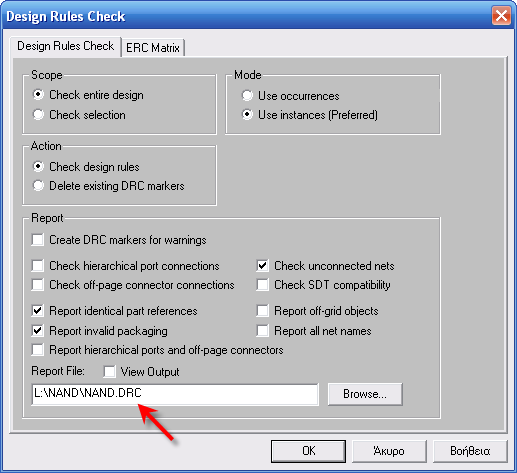 Design Rules Check
Design Rules Check ERC Matrix
Scope
Check entire design
Check selection
Mode
Use occurrences
Use instances (Preferred)
Action
Check design rules
Delete existing DRC markers
Report
Create DRC markers for warnings
Check hierarchical port connections Check unconnected nets
Check off-page connector connections Check SDT compatibility
Report identical part references Report off-grid objects
Report invalid packaging Report all net names
Report hierarchical ports and off-page connectors
Report File: View Output
L:\NAND\NAND.DRC Browse...
OK Άκυρο Βοήθεια